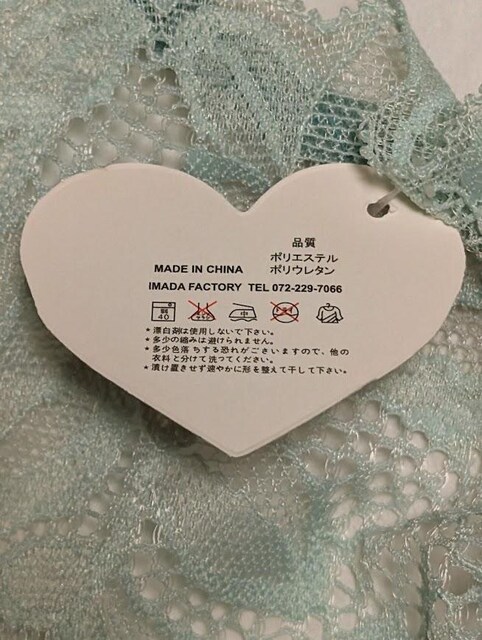 品質
ポリエステル
MADE IN CHINA ポリウレタン
IMADA FACTORY TEL 072-229-7066
弱
40
中
*漂白剤は使用しないで下さい。
*多少の縮みは避けられません。
*多少色落ちする恐れがございますので、他の
衣料と分けて洗ってください。
*漬け置きせず速やかに形を整えて干して下さい。